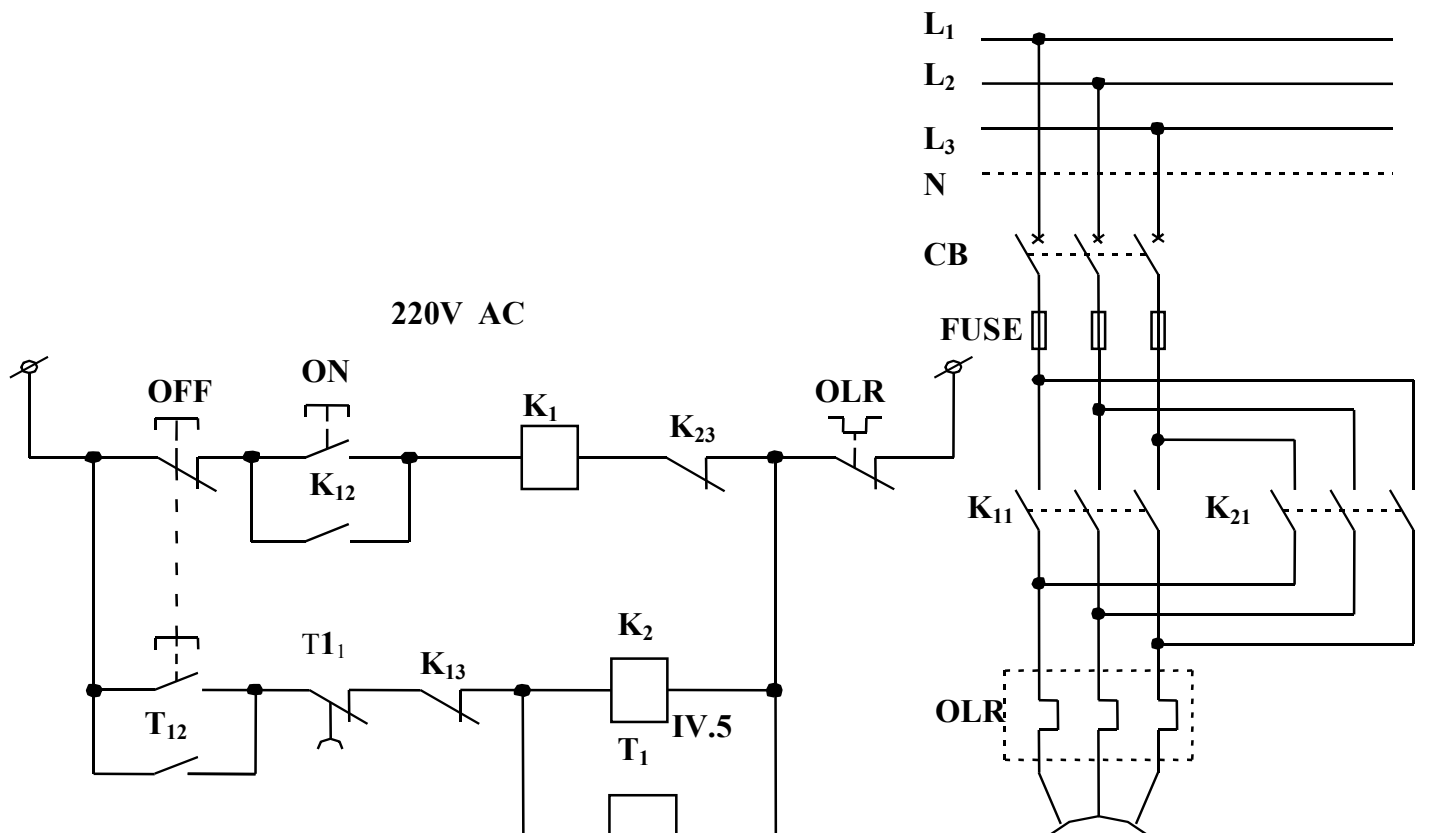 L₁
L₂
L₃
N
CB
220V AC
FUSE
OFF
ON
K₁
OLR
K₂₃
K₁₂
K₁₁
K₂₁
K₂
T1₁
K₁₃
T₁₂
IV.5
T₁
OLR